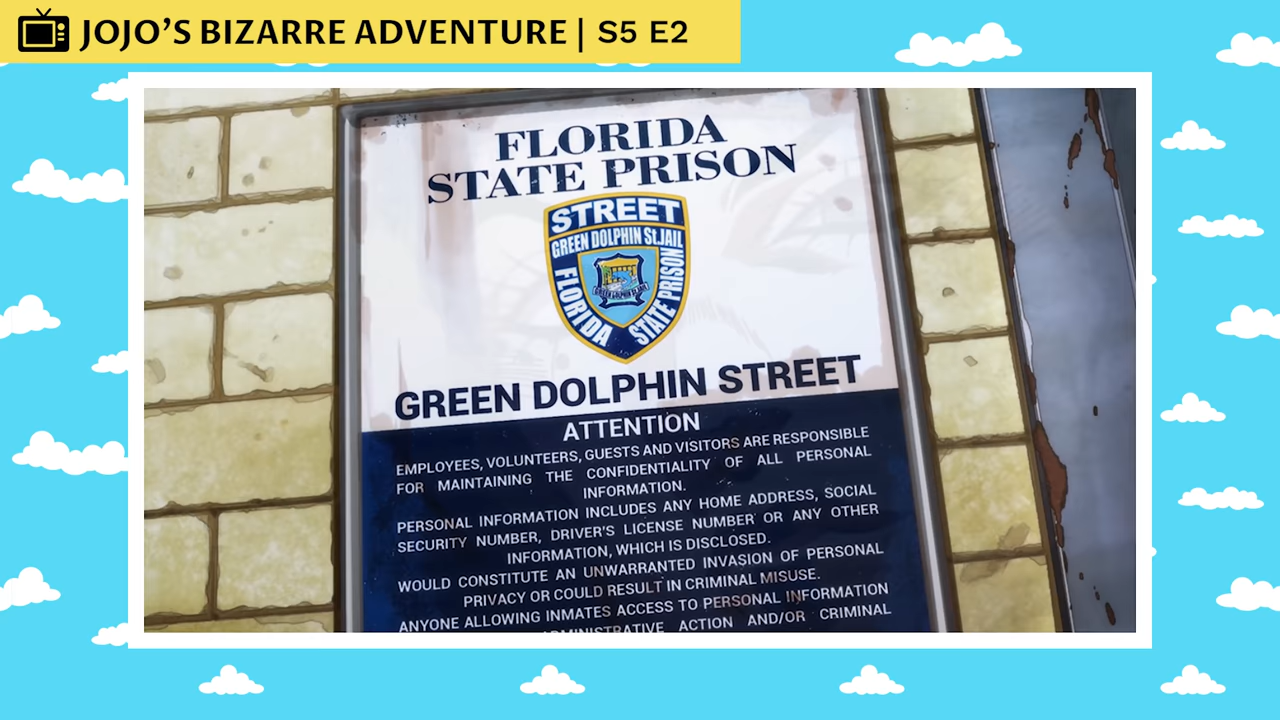 JOJO'S BIZARRE ADVENTURE | S5 E2
FLORIDA
STATE PRISON
STREET
GREEN DOLPHIN St.JAIL
FLORIDA
STATE PRISON
GREEN DOLPHIN STREET
ATTENTION
EMPLOYEES, VOLUNTEERS, GUESTS AND VISITORS ARE RESPONSIBLE
FOR MAINTAINING THE CONFIDENTIALITY OF ALL PERSONAL
INFORMATION.
PERSONAL INFORMATION INCLUDES ANY HOME ADDRESS, SOCIAL
SECURITY NUMBER, DRIVER'S LICENSE NUMBER OR ANY OTHER
INFORMATION, WHICH IS DISCLOSED.
WOULD CONSTITUTE AN UNWARRANTED INVASION OF PERSONAL
PRIVACY OR COULD RESULT IN CRIMINAL MISUSE.
ANYONE ALLOWING INMATES ACCESS TO PERSONAL INFORMATION
ADMINISTRATIVE ACTION AND/OR CRIMINAL